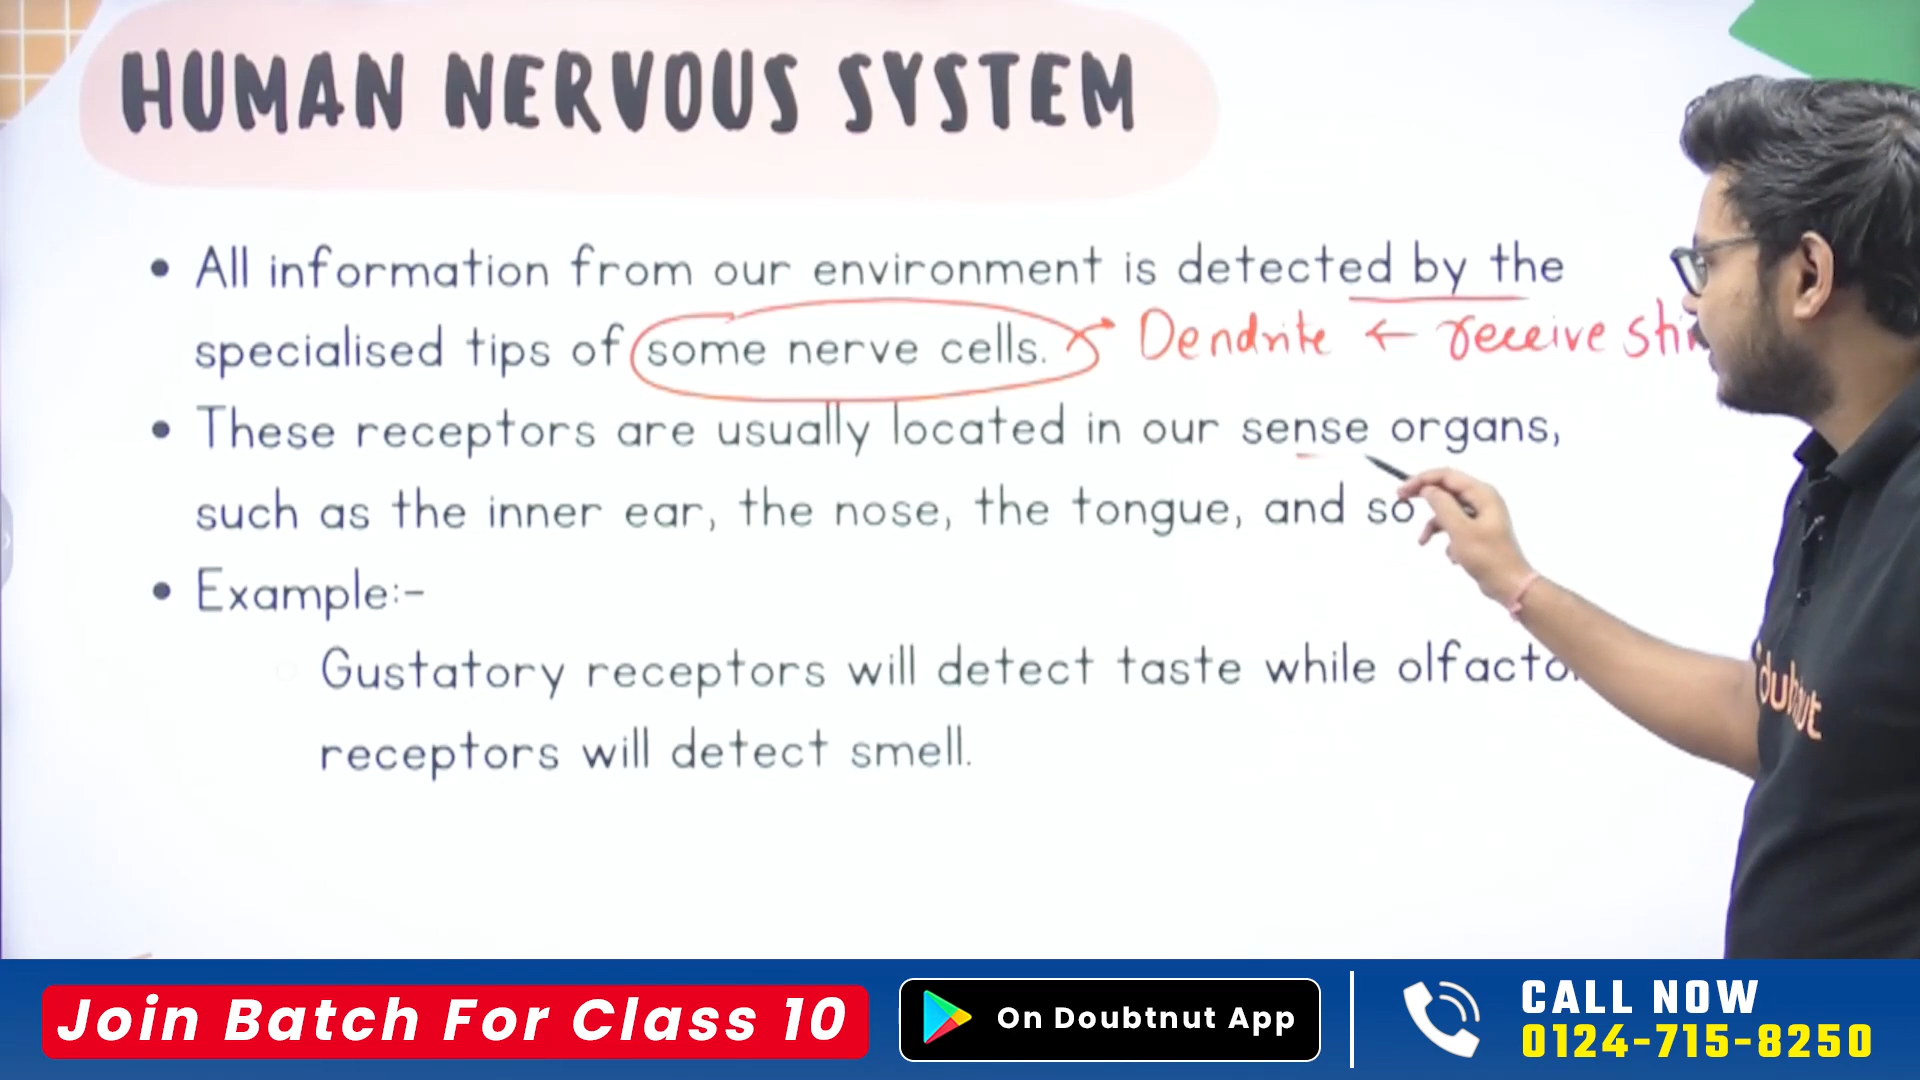 HUMAN NERVOUS SYSTEM
• All information from our environment is detected by the
specialised tips of some nerve cells. Dendrite ← receive
• These receptors are usually located in our sense organs,
such as the inner ear, the nose, the tongue, and so
• Example:-
Gustatory receptors will detect taste while
receptors will detect smell.
Join Batch For Class 10
On Doubtnut App
CALL NOW
0124-715-8250